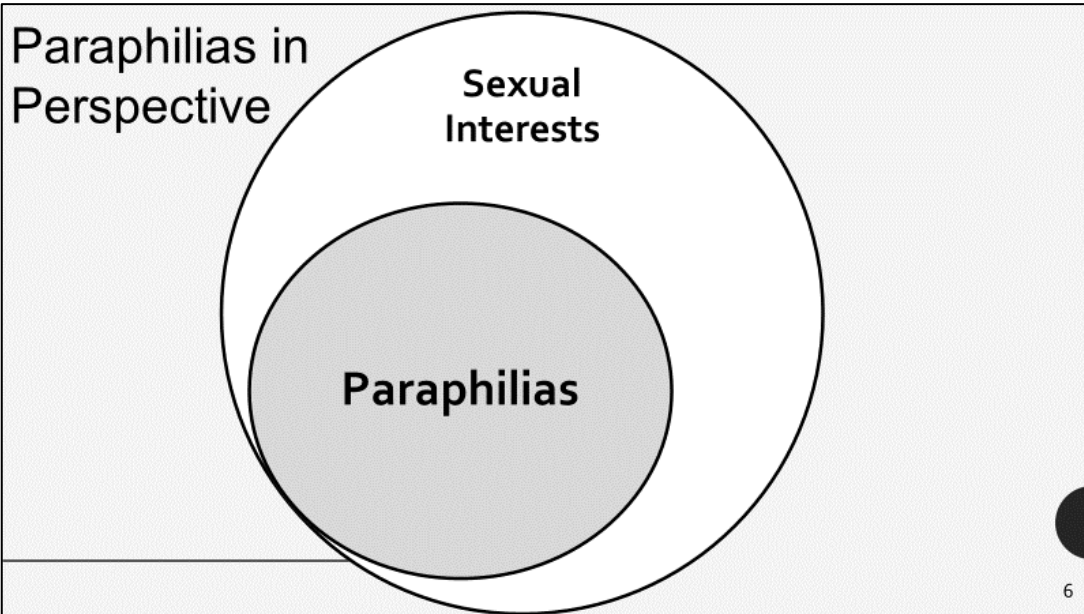 Paraphilias in
Perspective
Sexual
Interests
Paraphilias
6